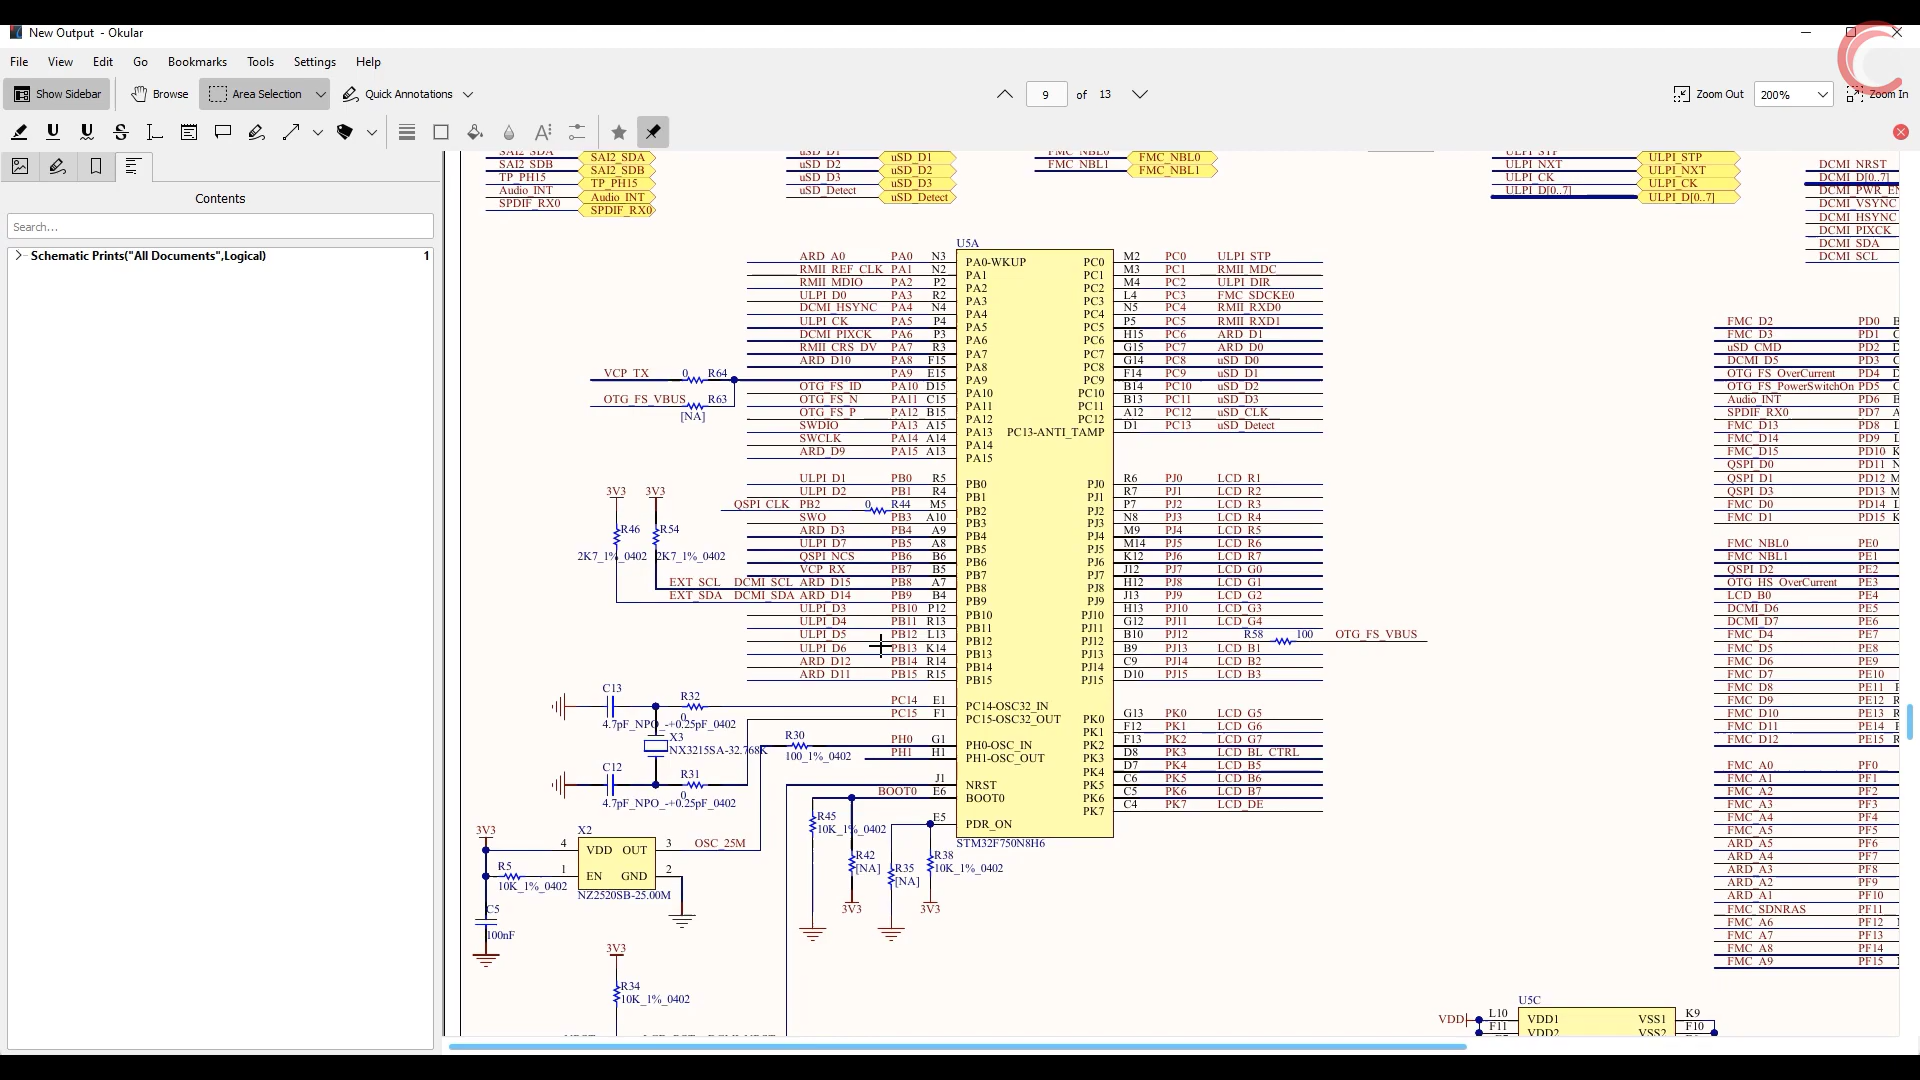 New Output - Okular
File View Edit Go Bookmarks Tools Settings Help
Show Sidebar Browse Area Selection Quick Annotations 9 of 13 Zoom Out 200% Zoom In
Contents
Search...
Schematic Prints("All Documents",Logical) 1
SAI2_SDA SAI2_SDA
SAI2_SDB SAI2_SDB
TP_PH15 TP_PH15
Audio_INT Audio_INT
SPDIF_RX0 SPDIF_RX0
uSD_D1 uSD_D1
uSD_D2 uSD_D2
uSD_D3 uSD_D3
uSD_Detect uSD_Detect
FMC_NBL0 FMC_NBL0
FMC_NBL1 FMC_NBL1
ULPI_STP ULPI_STP
ULPI_NXT ULPI_NXT
ULPI_CK ULPI_CK
ULPI_D[0..7] ULPI_D[0..7]
DCMI_NRST
DCMI_D[0..7]
DCMI_PWR_EN
DCMI_VSYNC
DCMI_HSYNC
DCMI_PIXCK
DCMI_SDA
DCMI_SCL
U5A
ARD_A0 PA0 N3 PA0-WKUP
RMII_REF_CLK PA1 N2 PA1
RMII_MDIO PA2 P2 PA2
ULPI_D0 PA3 R2 PA3
DCMI_HSYNC PA4 N4 PA4
ULPI_CK PA5 P4 PA5
DCMI_PIXCK PA6 P3 PA6
RMII_CRS_DV PA7 R3 PA7
ARD_D10 PA8 F15 PA8
VCP_TX 0 R64 PA9 E15 PA9
OTG_FS_ID PA10 D15 PA10
OTG_FS_VBUS R63 [NA]
OTG_FS_N PA11 C15 PA11
OTG_FS_P PA12 B15 PA12
SWDIO PA13 A15 PA13
SWCLK PA14 A14 PA14
ARD_D9 PA15 A13 PA15
ULPI_D1 PB0 R5 PB0
ULPI_D2 PB1 R4 PB1
QSPI_CLK PB2 0 R44 M5 PB2
SWO PB3 A10 PB3
ARD_D3 PB4 A9 PB4
ULPI_D7 PB5 A8 PB5
QSPI_NCS PB6 B6 PB6
VCP_RX PB7 B5 PB7
EXT_SCL DCMI_SCL ARD_D15 PB8 A7 PB8
EXT_SDA DCMI_SDA ARD_D14 PB9 B4 PB9
ULPI_D3 PB10 P12 PB10
ULPI_D4 PB11 R13 PB11
ULPI_D5 PB12 L13 PB12
ULPI_D6 PB13 K14 PB13
ARD_D12 PB14 R14 PB14
ARD_D11 PB15 R15 PB15
3V3 3V3
R46 R54
2K7_1%_0402 2K7_1%_0402
PC14 E1 PC14-OSC32_IN
PC15 F1 PC15-OSC32_OUT
PH0 G1 PH0-OSC_IN
PH1 H1 PH1-OSC_OUT
J1 NRST
BOOT0 E6 BOOT0
E5 PDR_ON
STM32F750N8H6
PC0 M2 PC0 ULPI_STP
PC1 M3 PC1 RMII_MDC
PC2 M4 PC2 ULPI_DIR
PC3 L4 PC3 FMC_SDCKE0
PC4 N5 PC4 RMII_RXD0
PC5 P5 PC5 RMII_RXD1
PC6 H15 PC6 ARD_D1
PC7 G15 PC7 ARD_D0
PC8 G14 PC8 uSD_D0
PC9 F14 PC9 uSD_D1
PC10 B14 PC10 uSD_D2
PC11 B13 PC11 uSD_D3
PC12 A12 PC12 uSD_CLK
PC13-ANTI_TAMP D1 PC13 uSD_Detect
PJ0 R6 PJ0 LCD_R1
PJ1 R7 PJ1 LCD_R2
PJ2 P7 PJ2 LCD_R3
PJ3 N8 PJ3 LCD_R4
PJ4 M9 PJ4 LCD_R5
PJ5 M14 PJ5 LCD_R6
PJ6 K12 PJ6 LCD_R7
PJ7 J12 PJ7 LCD_G0
PJ8 H12 PJ8 LCD_G1
PJ9 J13 PJ9 LCD_G2
PJ10 H13 PJ10 LCD_G3
PJ11 G12 PJ11 LCD_G4
PJ12 B10 PJ12 R58 100 OTG_FS_VBUS
PJ13 B9 PJ13 LCD_B1
PJ14 C9 PJ14 LCD_B2
PJ15 D10 PJ15 LCD_B3
PK0 G13 PK0 LCD_G5
PK1 F12 PK1 LCD_G6
PK2 F13 PK2 LCD_G7
PK3 D8 PK3 LCD_BL_CTRL
PK4 D7 PK4 LCD_B5
PK5 C6 PK5 LCD_B6
PK6 C5 PK6 LCD_B7
PK7 C4 PK7 LCD_DE
C13 R32
4.7pF_NPO_-+0.25pF_0402 0
X3
NX3215SA-32.768K
R30
100_1%_0402
C12 R31
4.7pF_NPO_-+0.25pF_0402 0
R45
10K_1%_0402
R42
[NA]
R35
[NA]
R38
10K_1%_0402
3V3 3V3
3V3 X2
4 VDD OUT 3 OSC_25M
1 EN GND 2
NZ2520SB-25.00M
R5
10K_1%_0402
C5
100nF
3V3
R34
10K_1%_0402
FMC_D2 PD0
FMC_D3 PD1
uSD_CMD PD2
DCMI_D5 PD3
OTG_FS_OverCurrent PD4
OTG_FS_PowerSwitchOn PD5
Audio_INT PD6
SPDIF_RX0 PD7
FMC_D13 PD8
FMC_D14 PD9
FMC_D15 PD10
QSPI_D0 PD11
QSPI_D1 PD12
QSPI_D3 PD13
FMC_D0 PD14
FMC_D1 PD15
FMC_NBL0 PE0
FMC_NBL1 PE1
QSPI_D2 PE2
OTG_HS_OverCurrent PE3
LCD_B0 PE4
DCMI_D6 PE5
DCMI_D7 PE6
FMC_D4 PE7
FMC_D5 PE8
FMC_D6 PE9
FMC_D7 PE10
FMC_D8 PE11
FMC_D9 PE12
FMC_D10 PE13
FMC_D11 PE14
FMC_D12 PE15
FMC_A0 PF0
FMC_A1 PF1
FMC_A2 PF2
FMC_A3 PF3
FMC_A4 PF4
FMC_A5 PF5
ARD_A5 PF6
ARD_A4 PF7
ARD_A3 PF8
ARD_A2 PF9
ARD_A1 PF10
FMC_SDNRAS PF11
FMC_A6 PF12
FMC_A7 PF13
FMC_A8 PF14
FMC_A9 PF15
U5C
VDD L10 VDD1 VSS1 K9
F11 VDD2 VSS2 F10